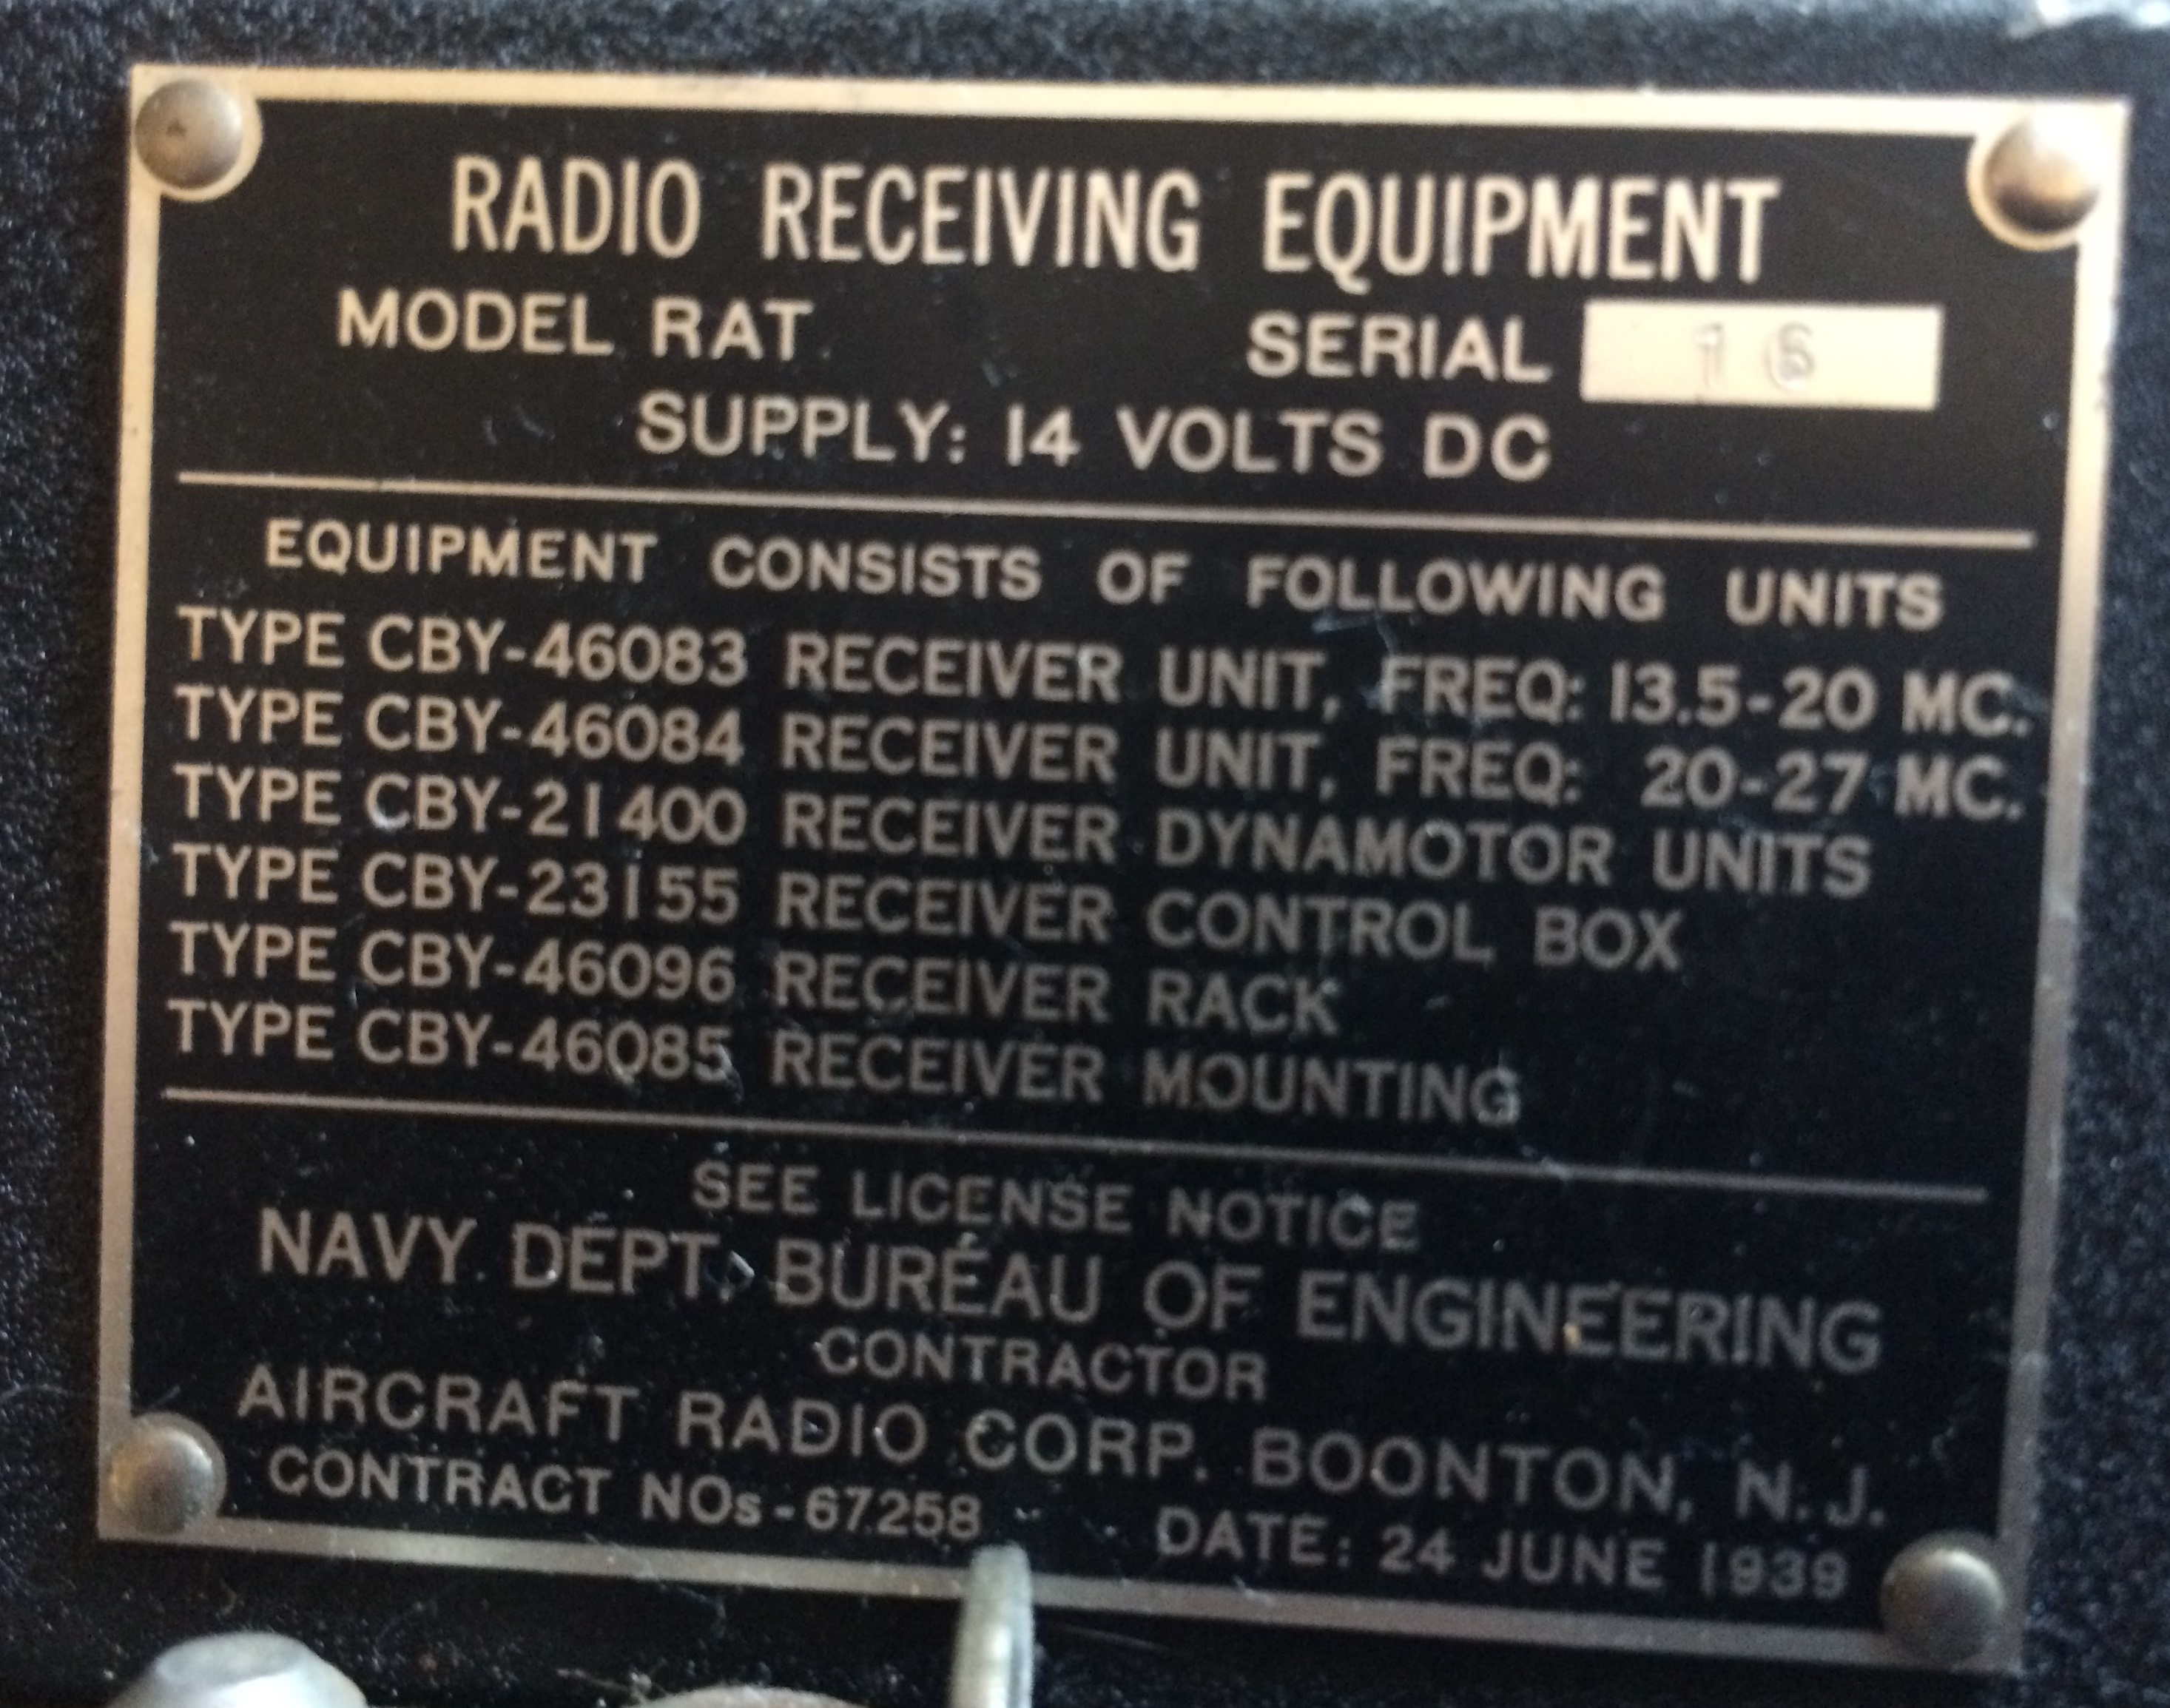 RADIO RECEIVING EQUIPMENT
MODEL RAT SERIAL 16
SUPPLY: 14 VOLTS DC
EQUIPMENT CONSISTS OF FOLLOWING UNITS
TYPE CBY-46083 RECEIVER UNIT, FREQ: 13.5-20 MC.
TYPE CBY-46084 RECEIVER UNIT, FREQ: 20-27 MC.
TYPE CBY-21400 RECEIVER DYNAMOTOR UNITS
TYPE CBY-23155 RECEIVER CONTROL BOX
TYPE CBY-46096 RECEIVER RACK
TYPE CBY-46085 RECEIVER MOUNTING
SEE LICENSE NOTICE
NAVY DEPT. BUREAU OF ENGINEERING
CONTRACTOR
AIRCRAFT RADIO CORP. BOONTON, N.J.
CONTRACT NOs-67258 DATE: 24 JUNE 1939